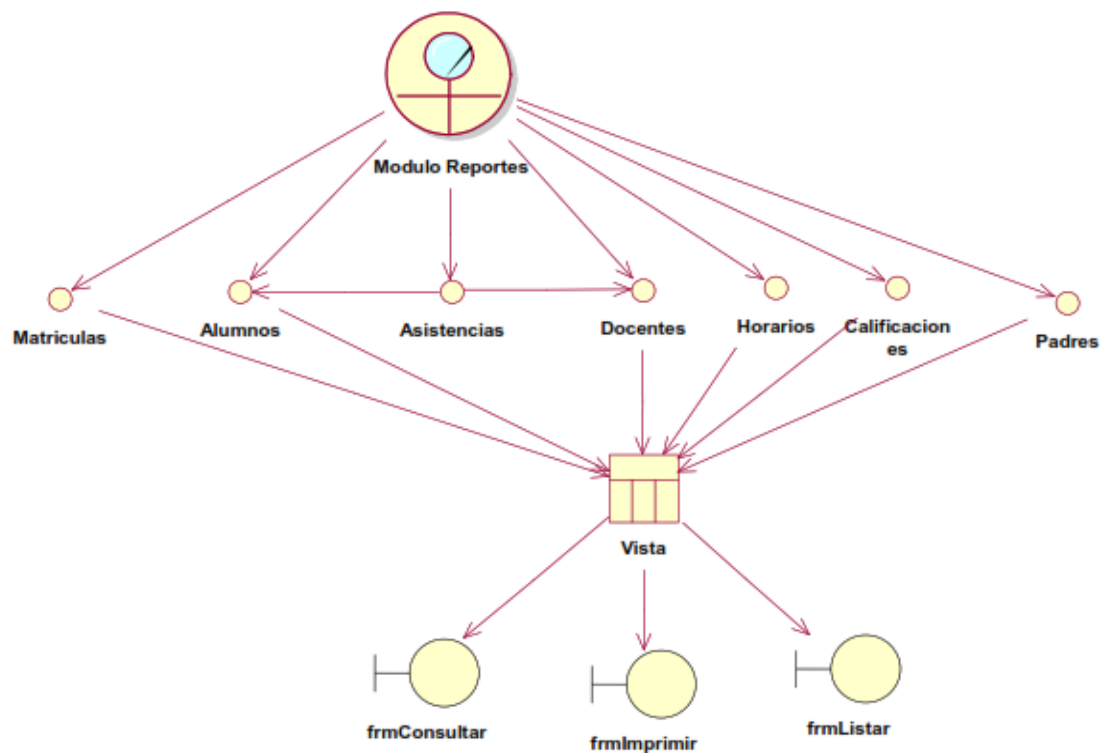 Modulo Reportes
Matriculas
Alumnos
Asistencias
Docentes
Horarios
Calificacion
es
Padres
Vista
frmConsultar
frmImprimir
frmListar